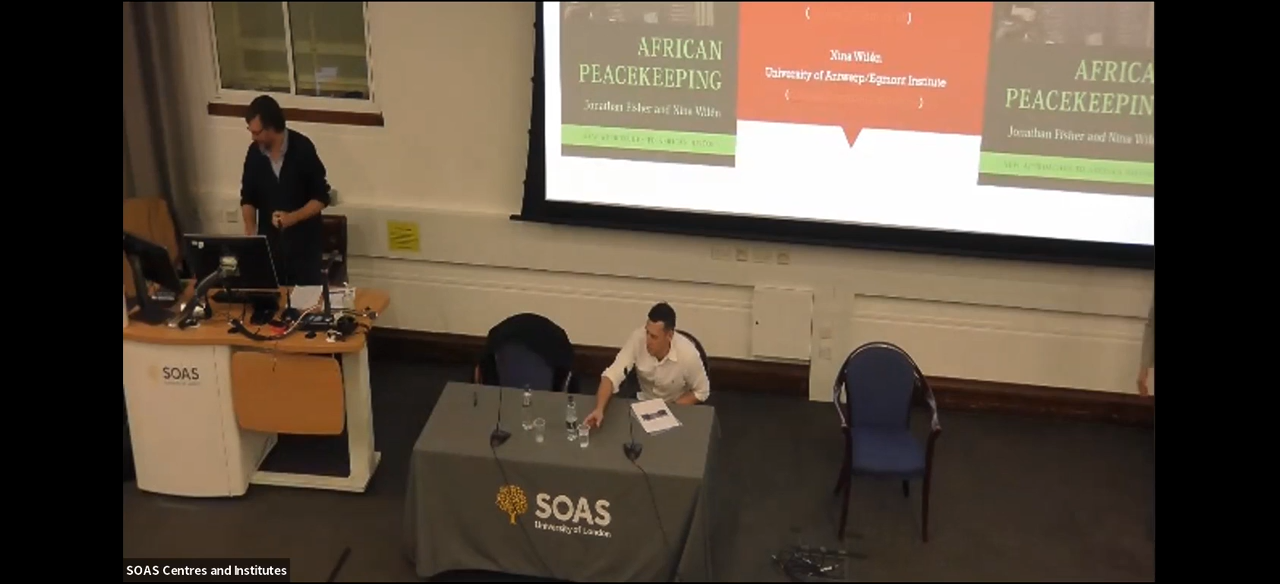 AFRICAN
PEACEKEEPING
Jonathan Fisher and Nina Wilén
Nina Wilén
University of Antwerp/Egmont Institute
AFRICA
PEACEKEEPIN
Jonathan Fisher and Nina Wilé
SOAS
SOAS
University of London
SOAS Centres and Institutes